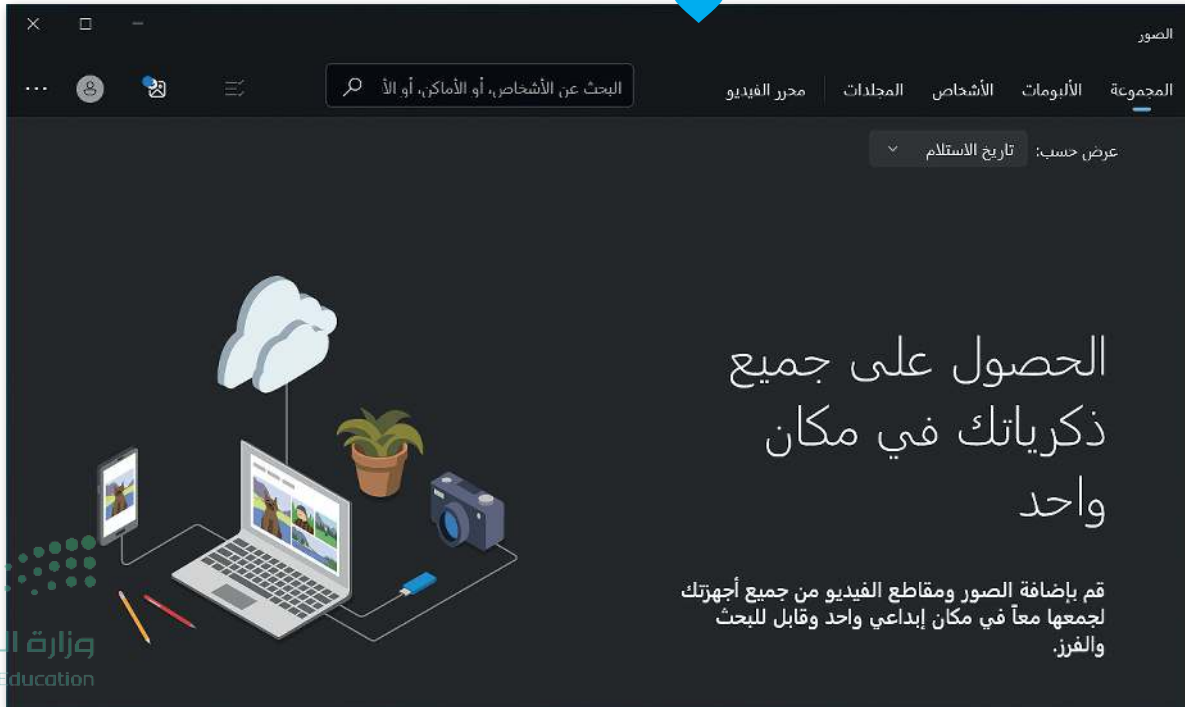 الصور
المجموعة الألبومات الأشخاص المجلدات محرر الفيديو البحث عن الأشخاص، أو الأماكن، أو الأ
عرض حسب: تاريخ الاستلام
الحصول على جميع
ذكرياتك في مكان
واحد
قم بإضافة الصور ومقاطع الفيديو من جميع أجهزتك
لجمعها معاً في مكان إبداعي واحد وقابل للبحث
والفرز.
وزارة ال
Education